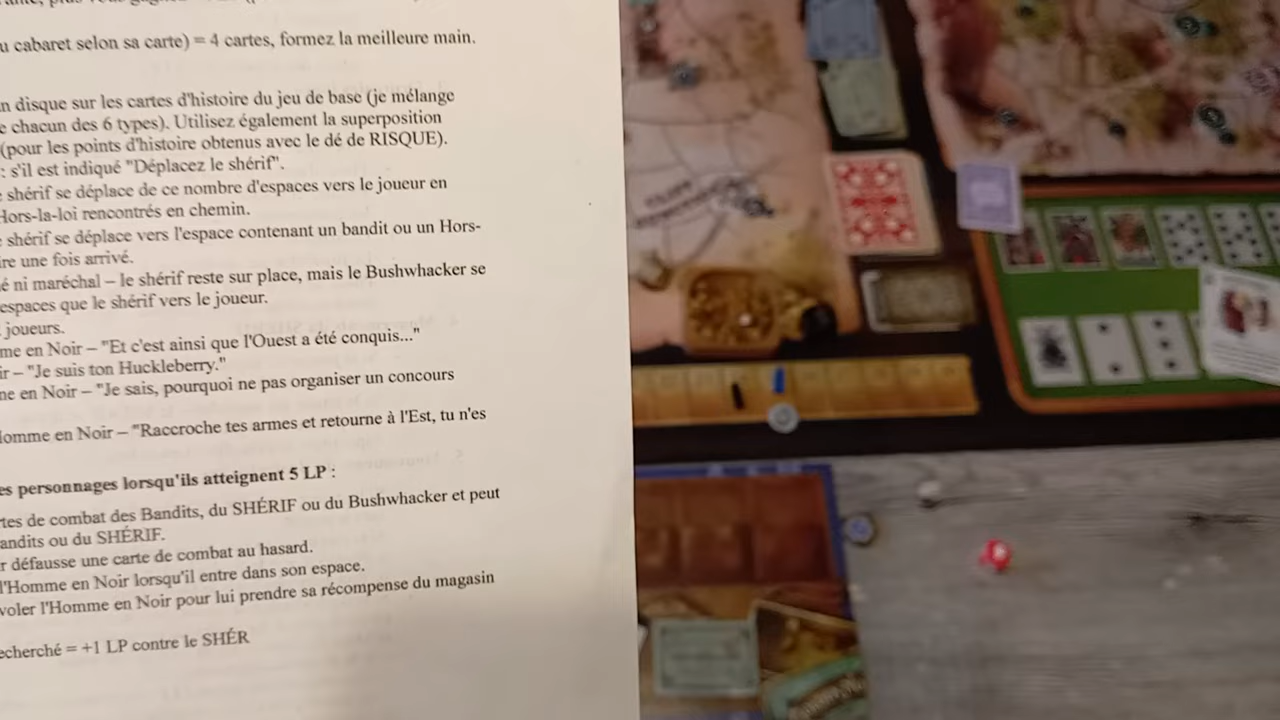 u cabaret selon sa carte) = 4 cartes, formez la meilleure main.
n disque sur les cartes d'histoire du jeu de base (je mélange
e chacun des 6 types). Utilisez également la superposition
(pour les points d'histoire obtenus avec le dé de RISQUE).
: s'il est indiqué "Déplacez le shérif".
e shérif se déplace de ce nombre d'espaces vers le joueur en
Hors-la-loi rencontrés en chemin.
e shérif se déplace vers l'espace contenant un bandit ou un Hors-
ire une fois arrivé.
é ni maréchal – le shérif reste sur place, mais le Bushwhacker se
espaces que le shérif vers le joueur.
joueurs.
me en Noir – "Et c'est ainsi que l'Ouest a été conquis..."
ir – "Je suis ton Huckleberry."
ne en Noir – "Je sais, pourquoi ne pas organiser un concours
Homme en Noir – "Raccroche tes armes et retourne à l'Est, tu n'es
es personnages lorsqu'ils atteignent 5 LP :
rtes de combat des Bandits, du SHÉRIF ou du Bushwhacker et peut
andits ou du SHÉRIF.
r défausse une carte de combat au hasard.
l'Homme en Noir lorsqu'il entre dans son espace.
voler l'Homme en Noir pour lui prendre sa récompense du magasin
echerché = +1 LP contre le SHÉR